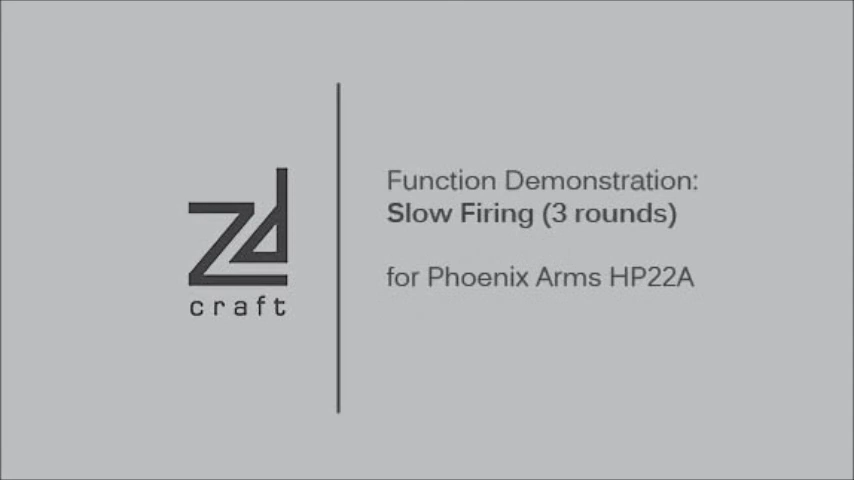 zd
craft
Function Demonstration:
Slow Firing (3 rounds)
for Phoenix Arms HP22A